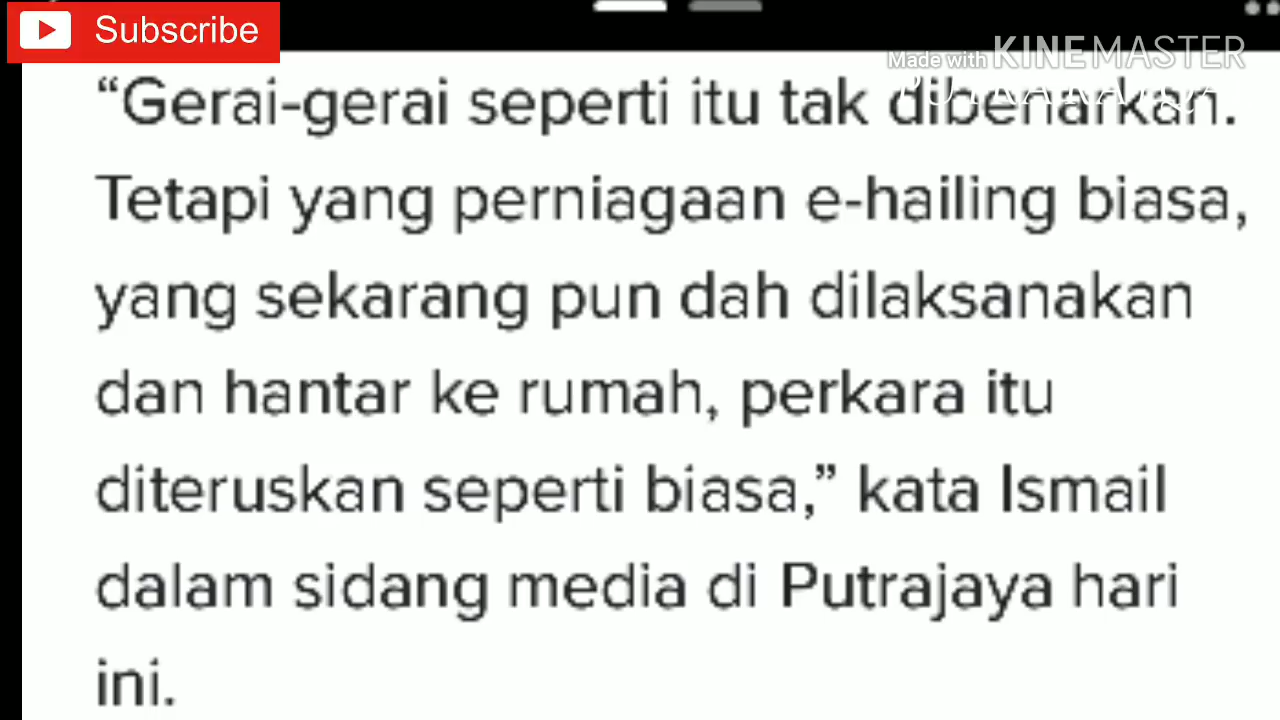 Subscribe
Made with KINEMASTER
“Gerai-gerai seperti itu tak dibenarkan.
Tetapi yang perniagaan e-hailing biasa,
yang sekarang pun dah dilaksanakan
dan hantar ke rumah, perkara itu
diteruskan seperti biasa,” kata Ismail
dalam sidang media di Putrajaya hari
ini.